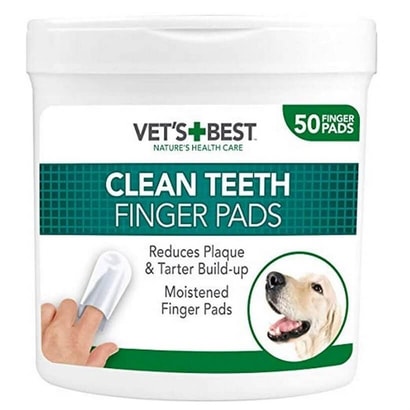 VET'S+BEST
NATURE'S HEALTH CARE
50 FINGER PADS
CLEAN TEETH
FINGER PADS
Reduces Plaque
& Tarter Build-up
Moistened
Finger Pads